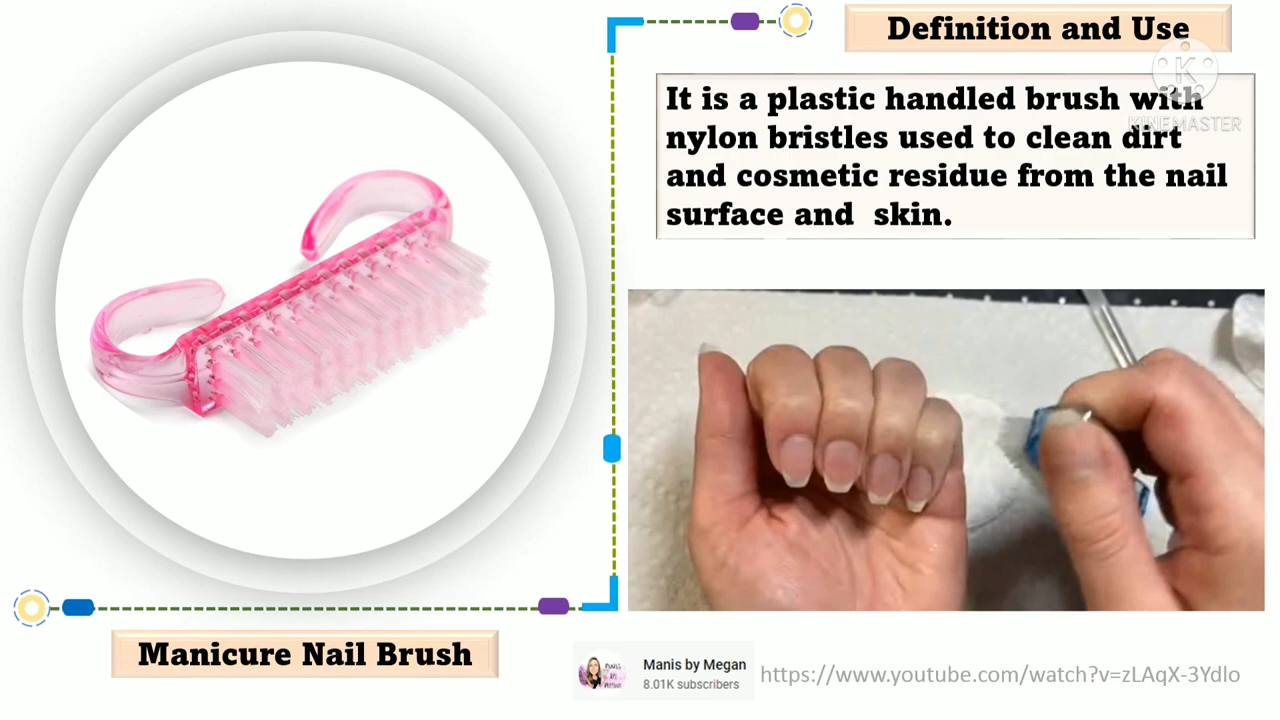 Definition and Use
It is a plastic handled brush with
nylon bristles used to clean dirt
and cosmetic residue from the nail
surface and skin.
K
KINEMASTER
Manicure Nail Brush
Manis by Megan
8.01K subscribers
https://www.youtube.com/watch?v=zLAqX-3Ydlo